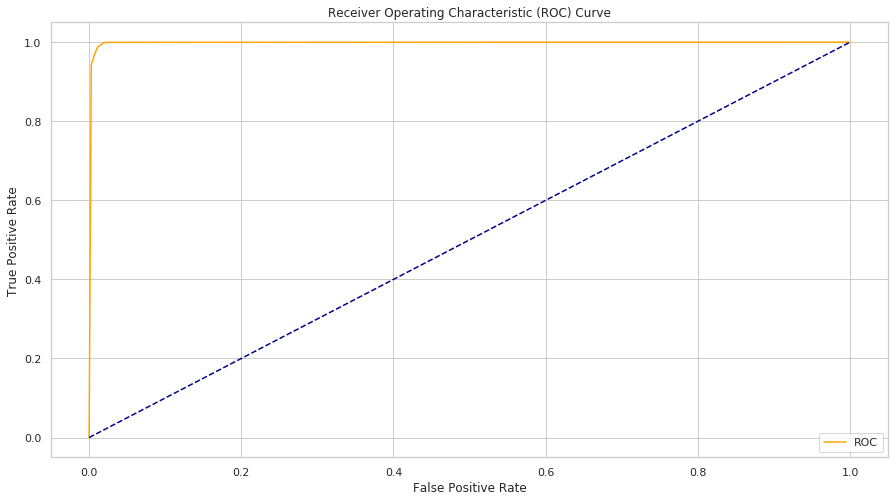 Receiver Operating Characteristic (ROC) Curve
1.0
0.8
0.6
0.4
0.2
0.0
True Positive Rate
0.0 0.2 0.4 0.6 0.8 1.0
False Positive Rate
ROC